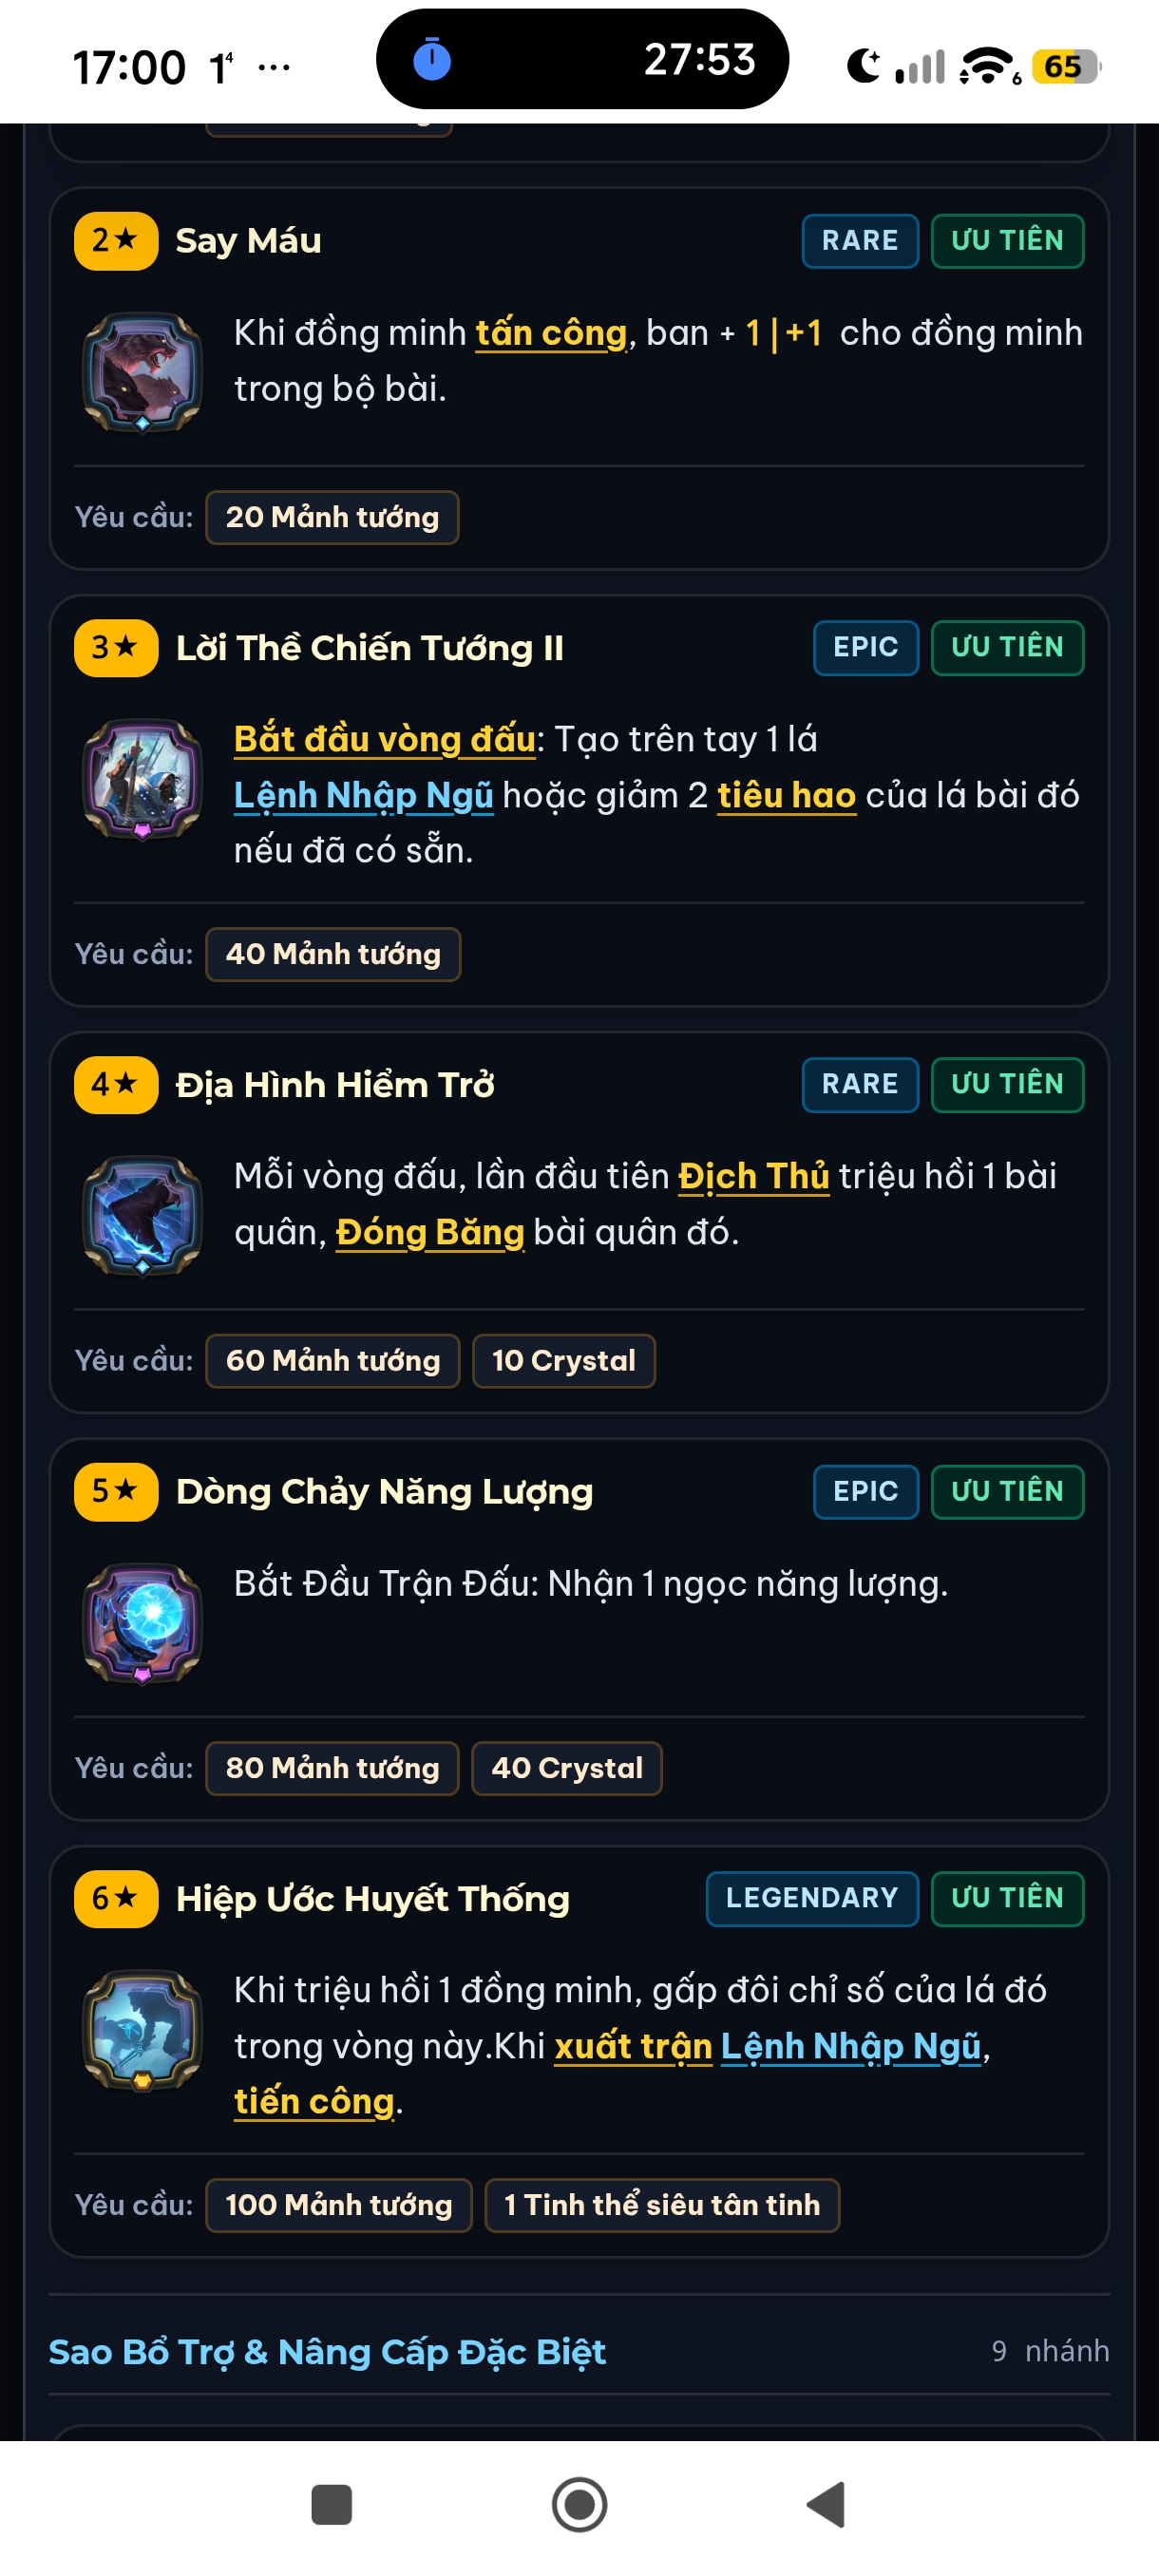 17:00 1⁴ ...
27:53
6 65
2★ Say Máu RARE ƯU TIÊN
Khi đồng minh tấn công, ban + 1|+1 cho đồng minh
trong bộ bài.
Yêu cầu: 20 Mảnh tướng
3★ Lời Thề Chiến Tướng II EPIC ƯU TIÊN
Bắt đầu vòng đấu: Tạo trên tay 1 lá
Lệnh Nhập Ngũ hoặc giảm 2 tiêu hao của lá bài đó
nếu đã có sẵn.
Yêu cầu: 40 Mảnh tướng
4★ Địa Hình Hiểm Trở RARE ƯU TIÊN
Mỗi vòng đấu, lần đầu tiên Địch Thủ triệu hồi 1 bài
quân, Đóng Băng bài quân đó.
Yêu cầu: 60 Mảnh tướng 10 Crystal
5★ Dòng Chảy Năng Lượng EPIC ƯU TIÊN
Bắt Đầu Trận Đấu: Nhận 1 ngọc năng lượng.
Yêu cầu: 80 Mảnh tướng 40 Crystal
6★ Hiệp Ước Huyết Thống LEGENDARY ƯU TIÊN
Khi triệu hồi 1 đồng minh, gấp đôi chỉ số của lá đó
trong vòng này.Khi xuất trận Lệnh Nhập Ngũ,
tiến công.
Yêu cầu: 100 Mảnh tướng 1 Tinh thể siêu tân tinh
Sao Bổ Trợ & Nâng Cấp Đặc Biệt 9 nhánh